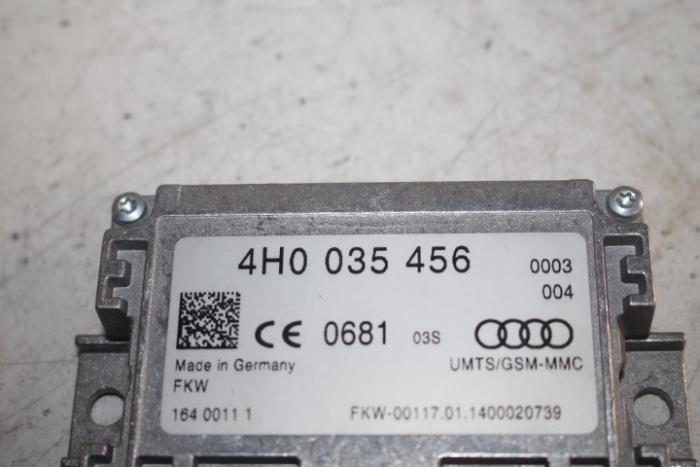 4H0 035 456 0003
004
CE 0681 03S
Made in Germany UMTS/GSM-MMC
FKW
164 0011 1 FKW-00117.01.1400020739